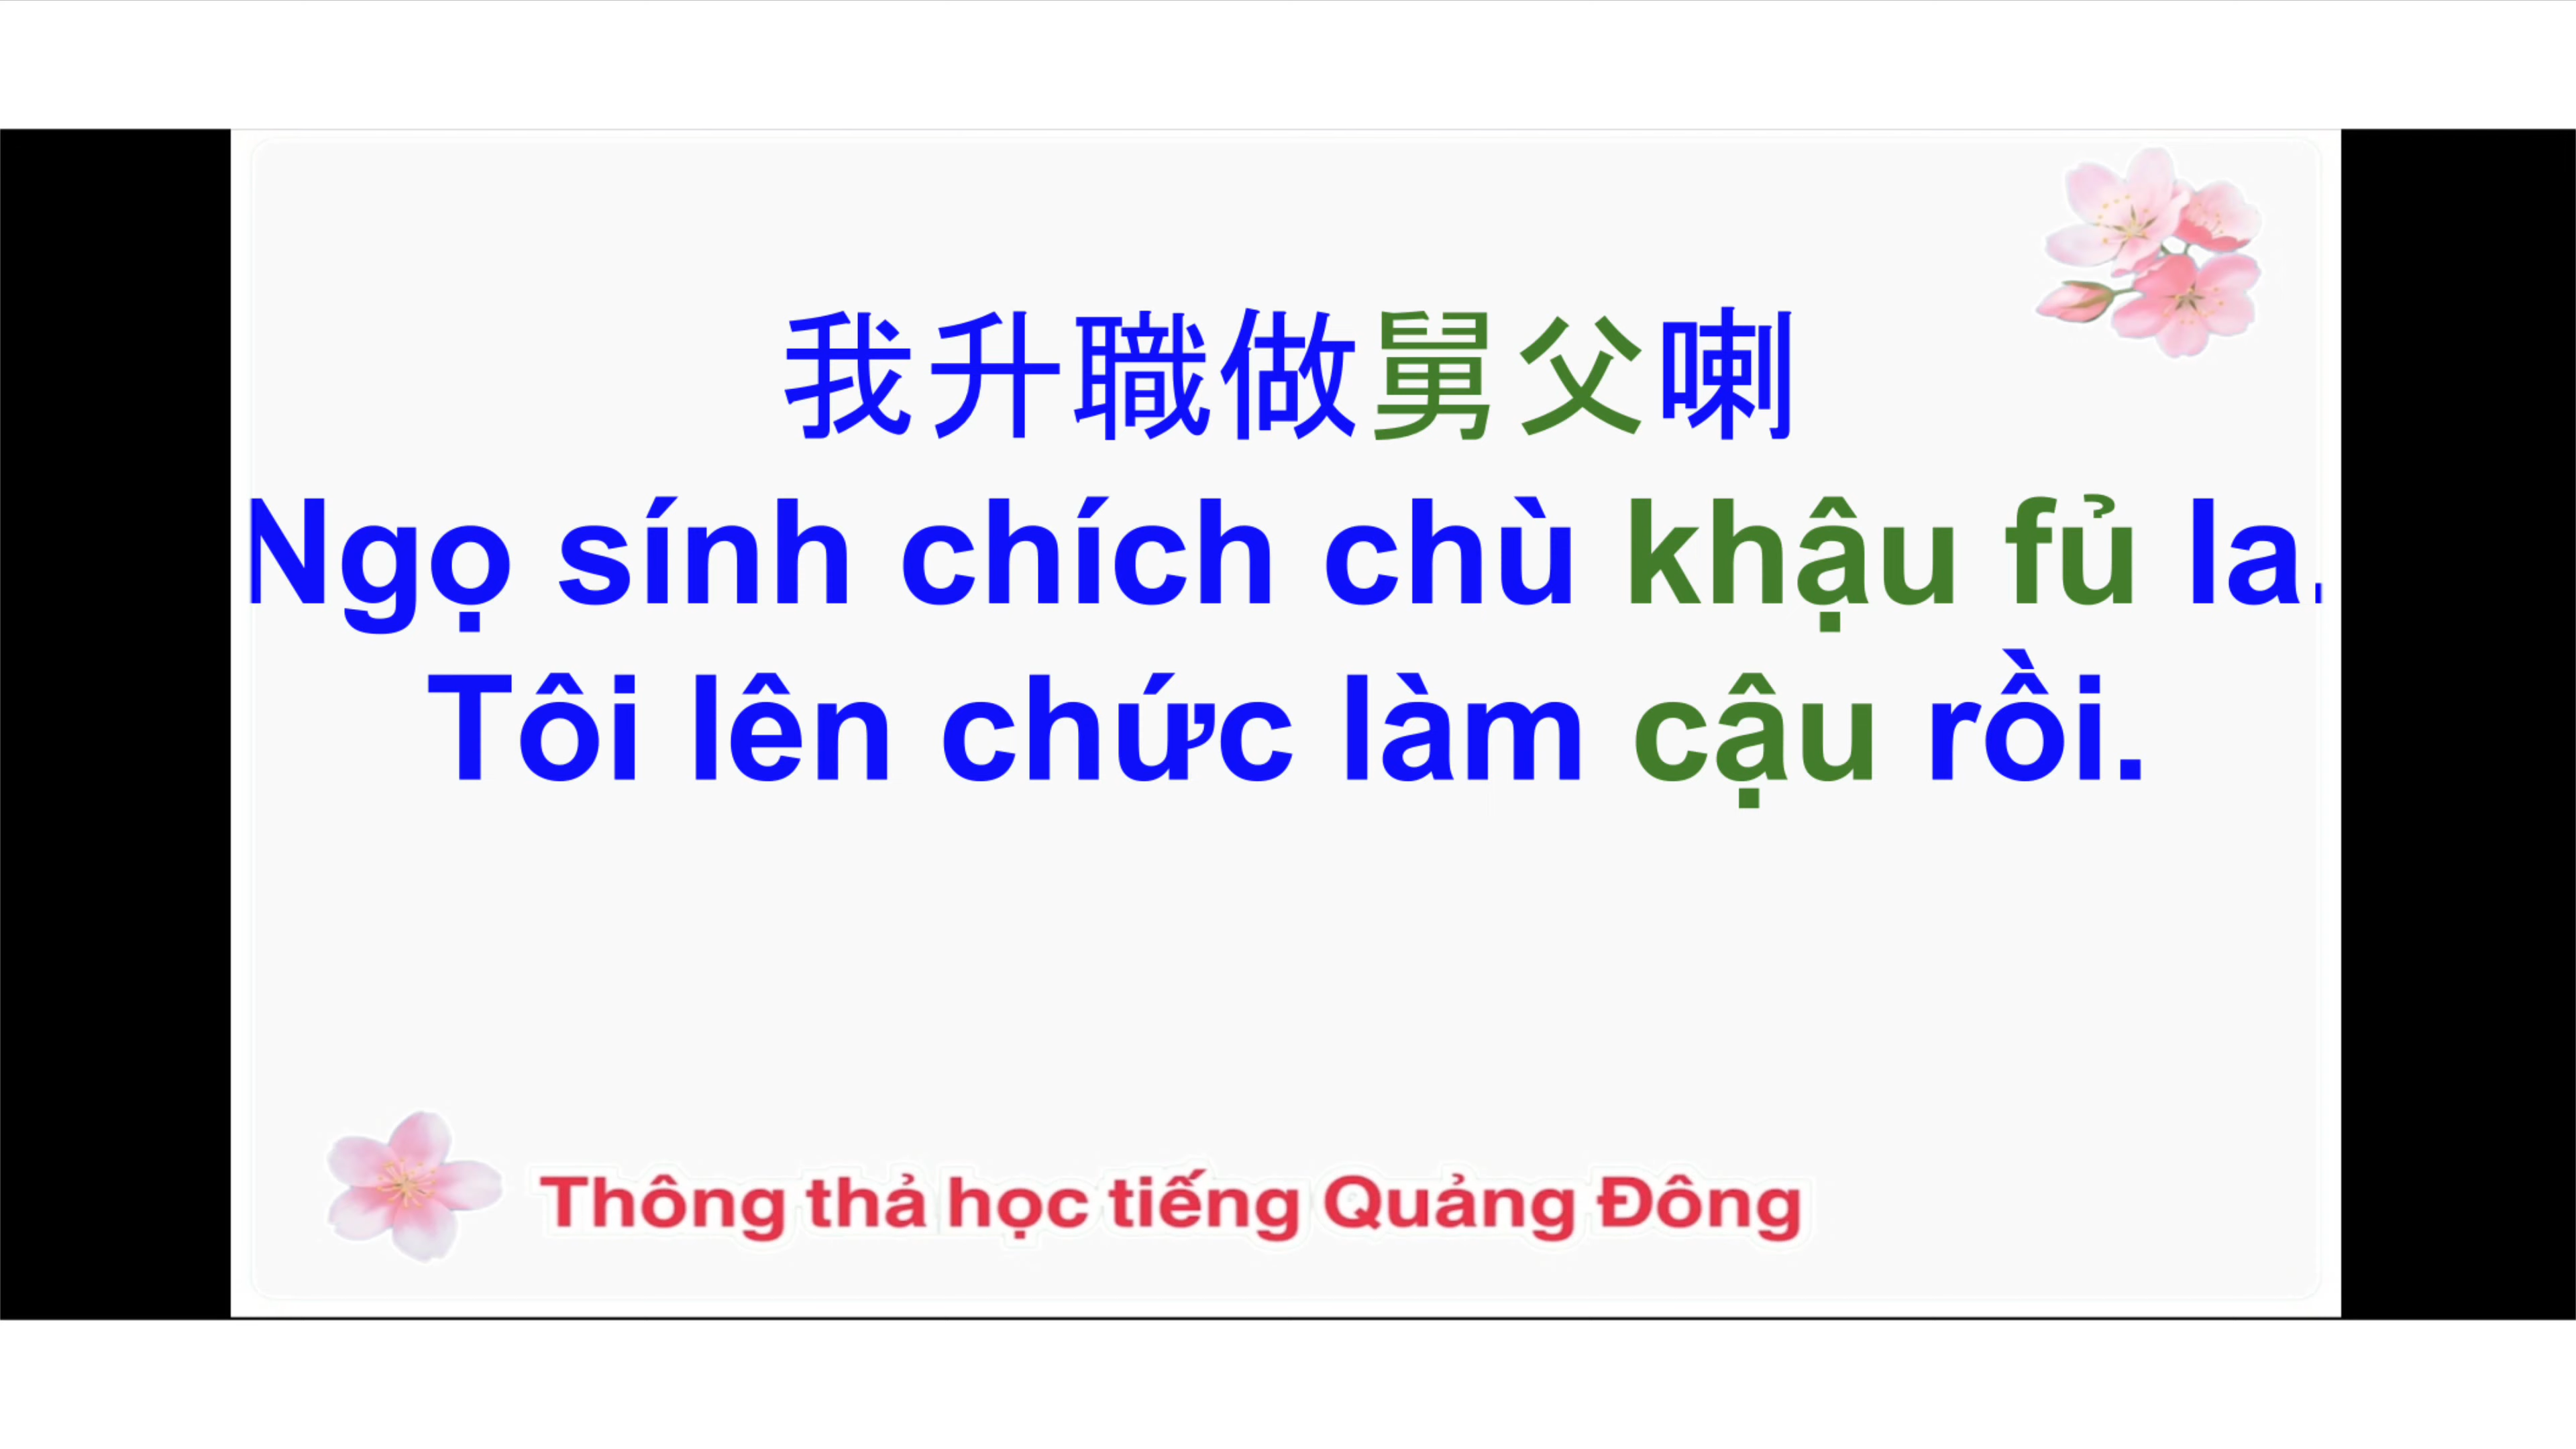 我升職做舅父喇
Ngọ sính chích chù khậu fủ la.
Tôi lên chức làm cậu rồi.
Thông thả học tiếng Quảng Đông